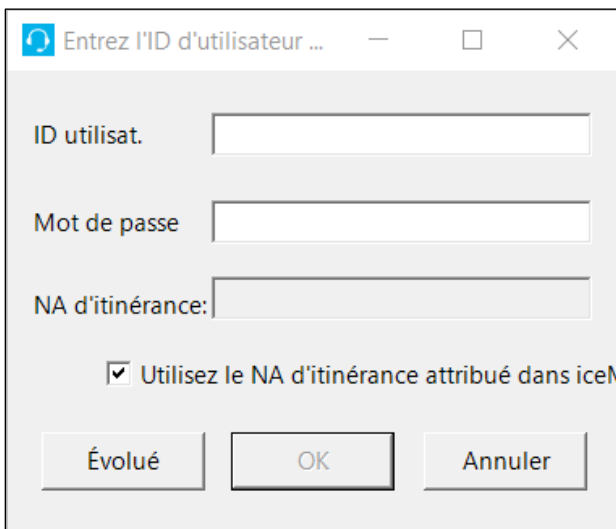 Entrez l'ID d'utilisateur ...
ID utilisat.
Mot de passe
NA d'itinérance:
Utilisez le NA d'itinérance attribué dans iceM
Évolué OK Annuler